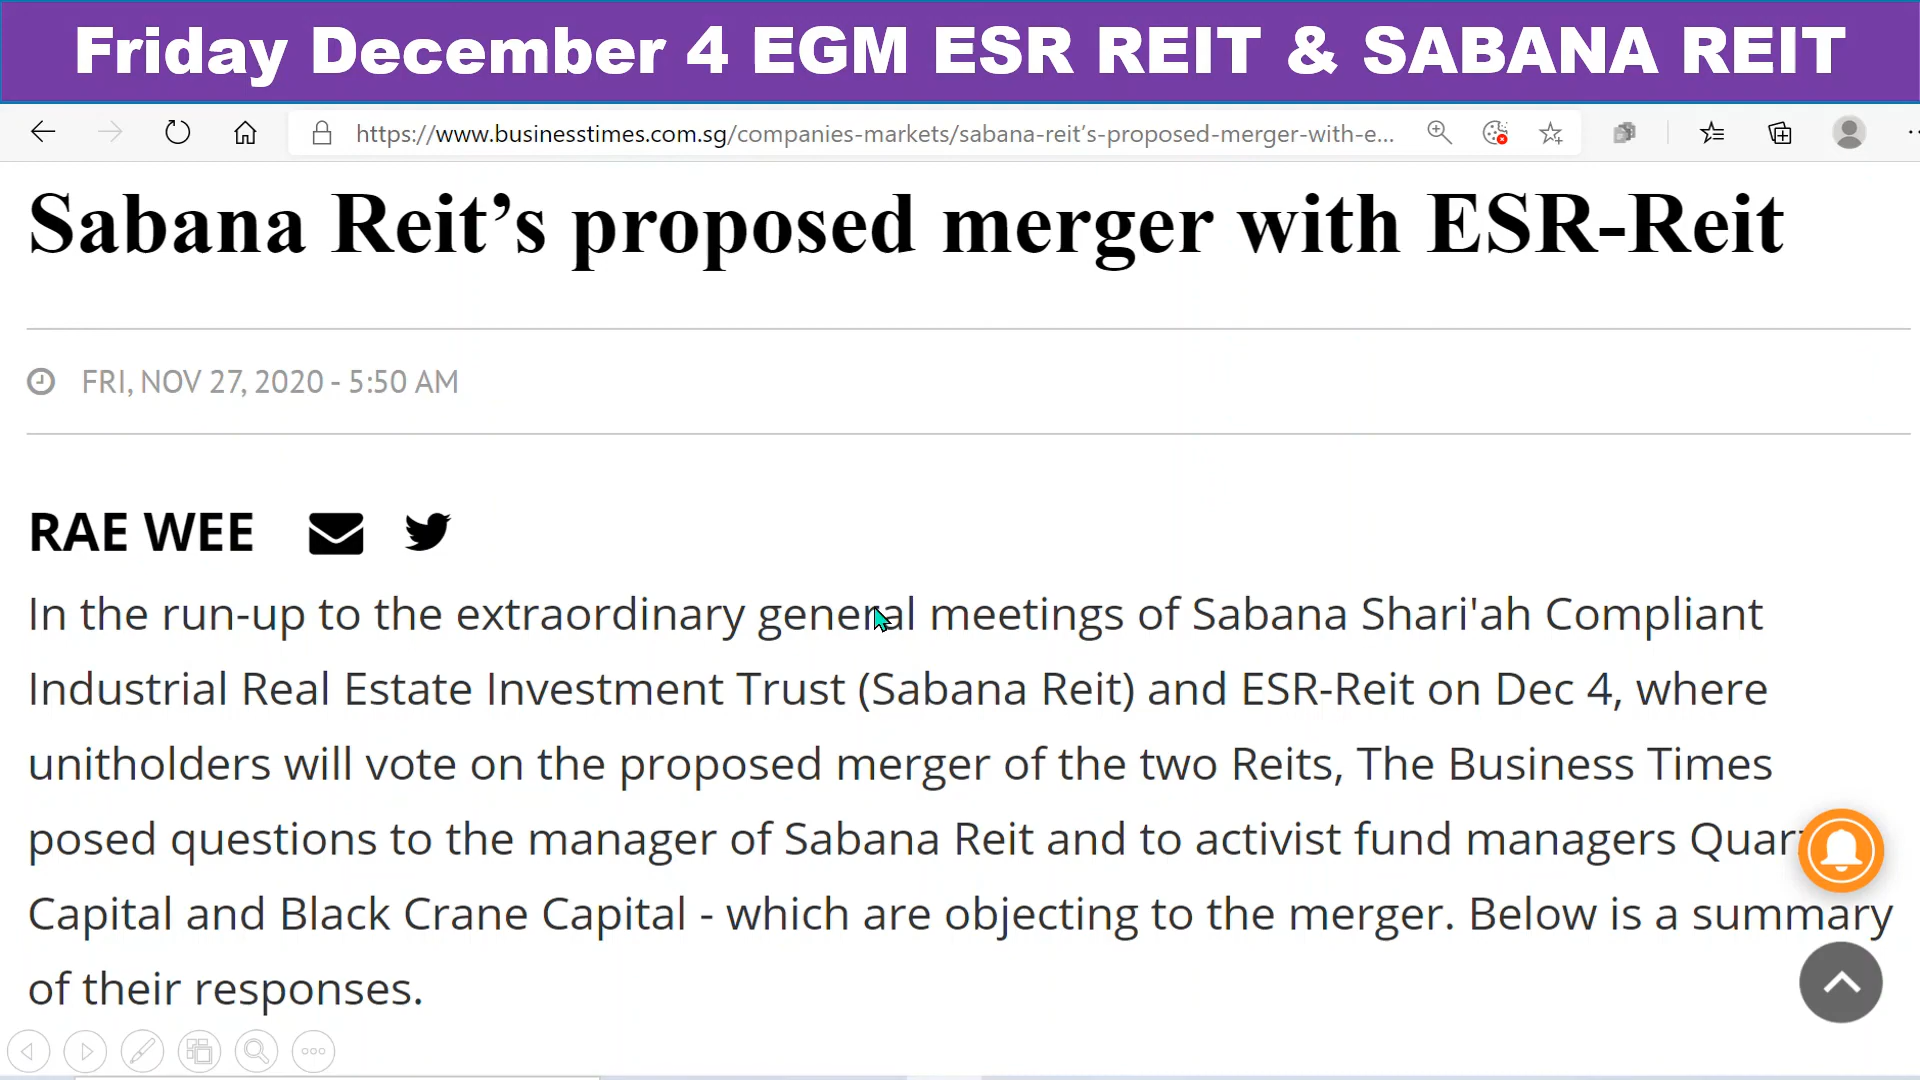 Friday December 4 EGM ESR REIT & SABANA REIT
https://www.businesstimes.com.sg/companies-markets/sabana-reit’s-proposed-merger-with-e...
Sabana Reit’s proposed merger with ESR-Reit
FRI, NOV 27, 2020 - 5:50 AM
RAE WEE
In the run-up to the extraordinary general meetings of Sabana Shari'ah Compliant
Industrial Real Estate Investment Trust (Sabana Reit) and ESR-Reit on Dec 4, where
unitholders will vote on the proposed merger of the two Reits, The Business Times
posed questions to the manager of Sabana Reit and to activist fund managers
Capital and Black Crane Capital - which are objecting to the merger. Below is a summary
of their responses.